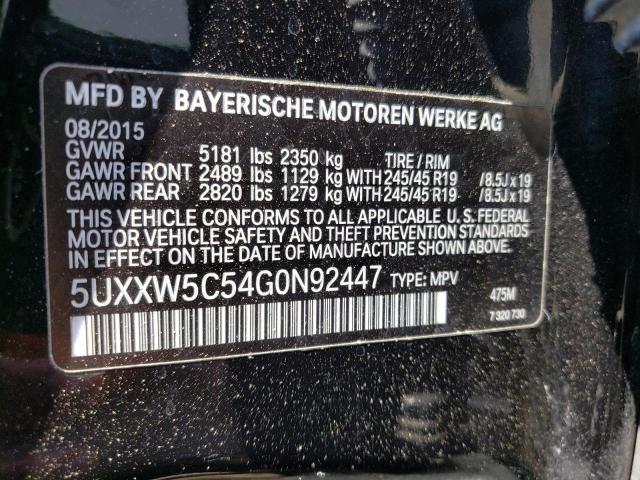 MFD BY BAYERISCHE MOTOREN WERKE AG
08/2015
GVWR 5181 lbs 2350 kg TIRE / RIM
GAWR FRONT 2489 lbs 1129 kg WITH 245/45 R19 /8.5J x 19
GAWR REAR 2820 lbs 1279 kg WITH 245/45 R19 /8.5J x 19
THIS VEHICLE CONFORMS TO ALL APPLICABLE U. S. FEDERAL
MOTOR VEHICLE SAFETY, BUMPER, AND THEFT PREVENTION STANDARDS
IN EFFECT ON THE DATE OF MANUFACTURE SHOWN ABOVE.
5UXXW5C54G0N92447 TYPE: MPV 475M
7 320 730